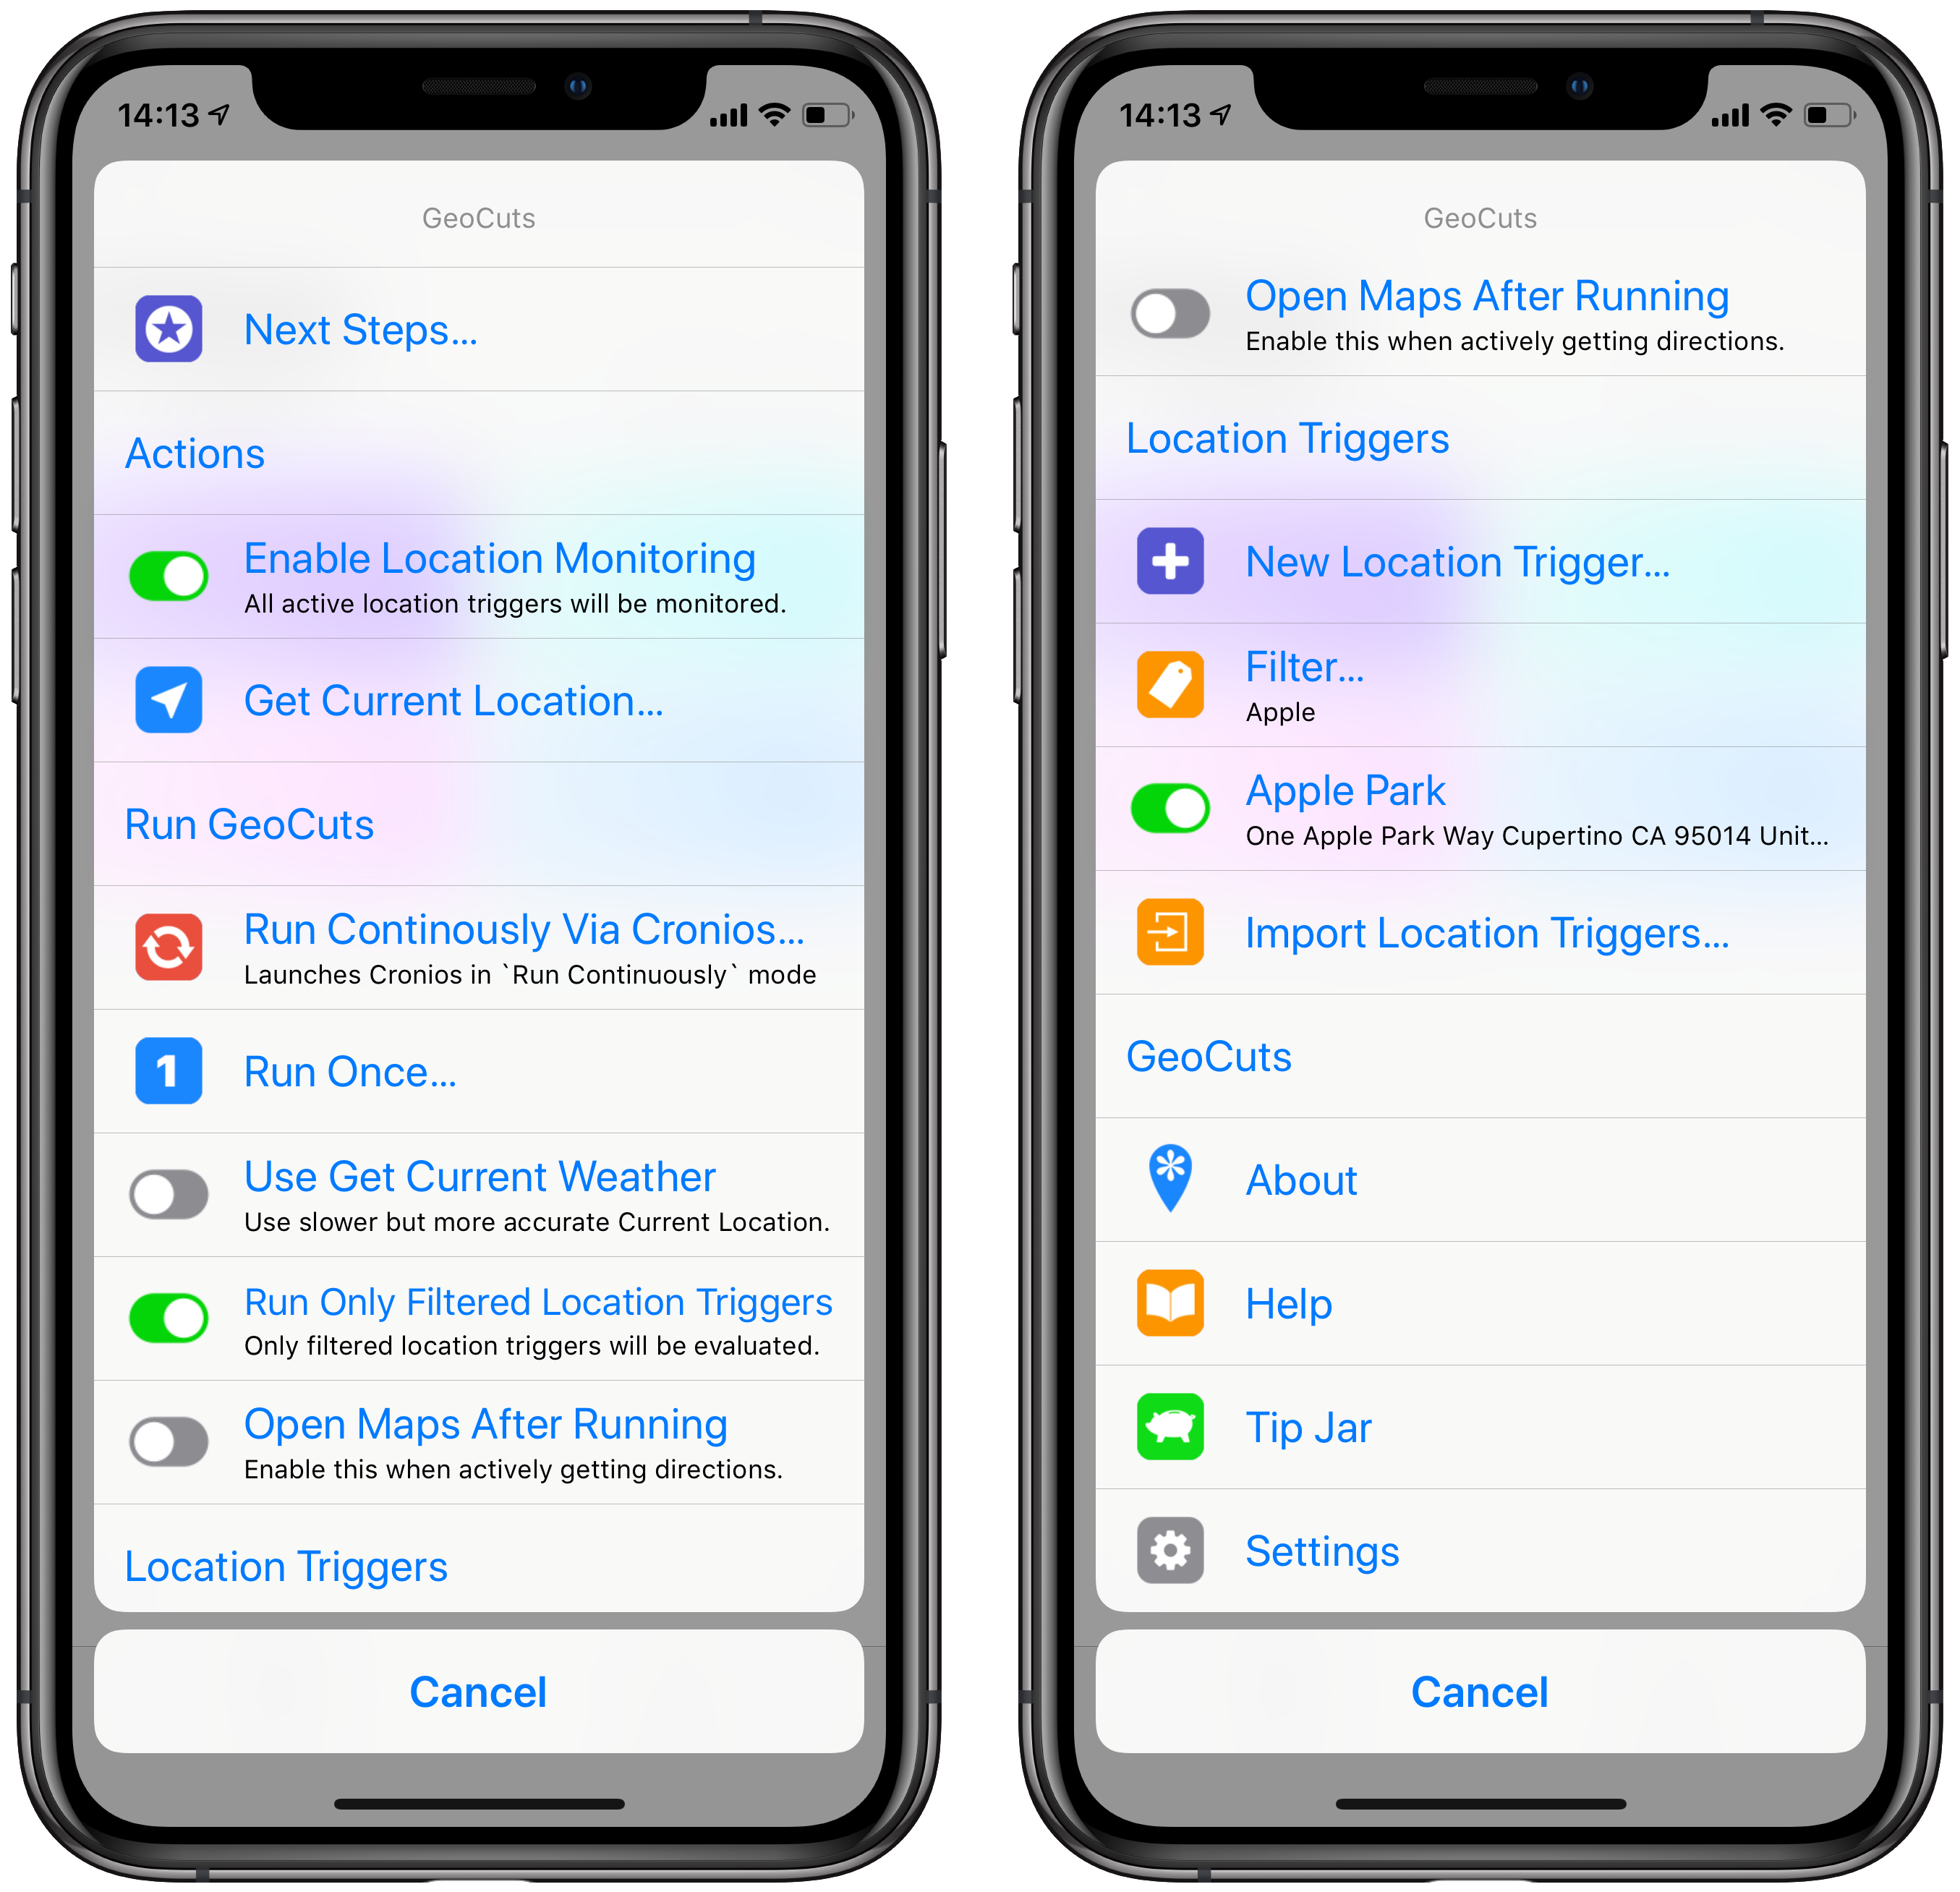 14:13
GeoCuts
Next Steps...
Actions
Enable Location Monitoring
All active location triggers will be monitored.
Get Current Location...
Run GeoCuts
Run Continously Via Cronios...
Launches Cronios in `Run Continuously` mode
1
Run Once...
Use Get Current Weather
Use slower but more accurate Current Location.
Run Only Filtered Location Triggers
Only filtered location triggers will be evaluated.
Open Maps After Running
Enable this when actively getting directions.
Location Triggers
Cancel
14:13
GeoCuts
Open Maps After Running
Enable this when actively getting directions.
Location Triggers
New Location Trigger...
Filter...
Apple
Apple Park
One Apple Park Way Cupertino CA 95014 Unit...
Import Location Triggers...
GeoCuts
About
Help
Tip Jar
Settings
Cancel